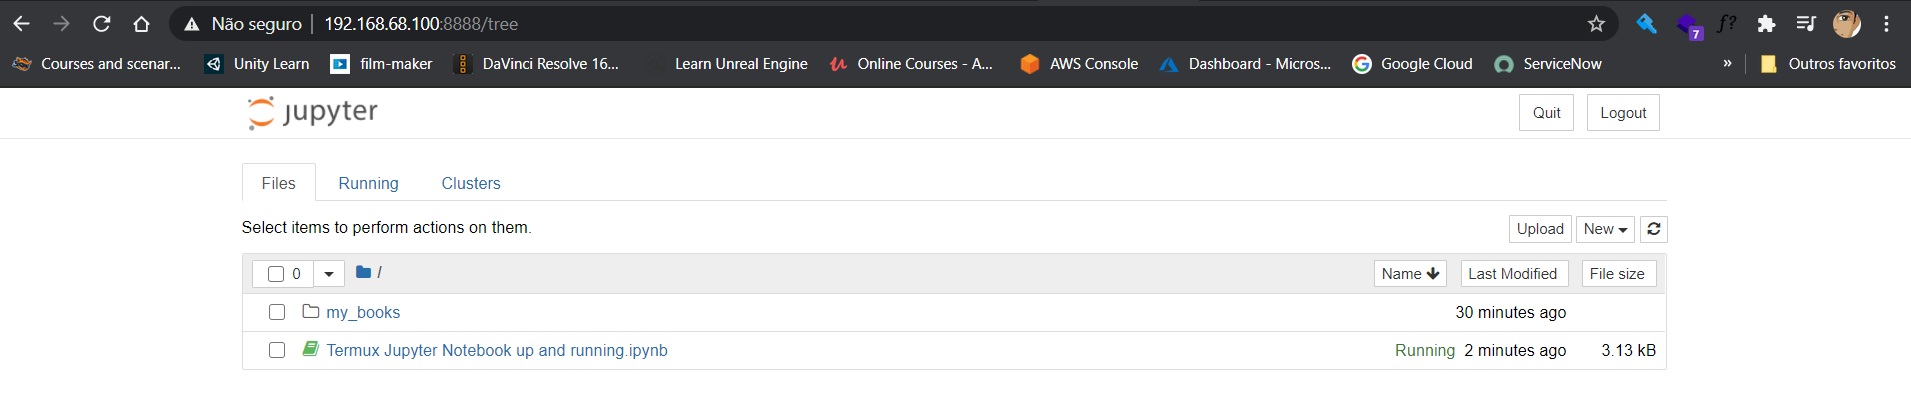 Não seguro 192.168.68.100:8888/tree f? 7
Courses and scenar... Unity Learn film-maker DaVinci Resolve 16... Learn Unreal Engine Online Courses - A... AWS Console Dashboard - Micros... Google Cloud ServiceNow » Outros favoritos
jupyter Quit Logout
Files Running Clusters
Select items to perform actions on them. Upload New
0 / Name Last Modified File size
my_books 30 minutes ago
Termux Jupyter Notebook up and running.ipynb Running 2 minutes ago 3.13 kB